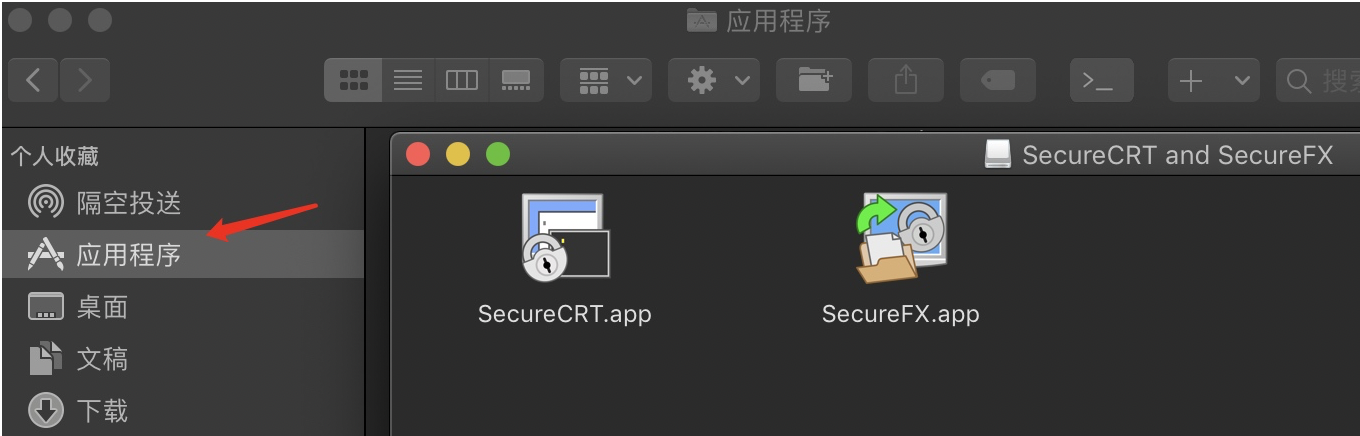 应用程序
搜索
个人收藏
隔空投送
应用程序
桌面
文稿
下载
SecureCRT and SecureFX
SecureCRT.app
SecureFX.app